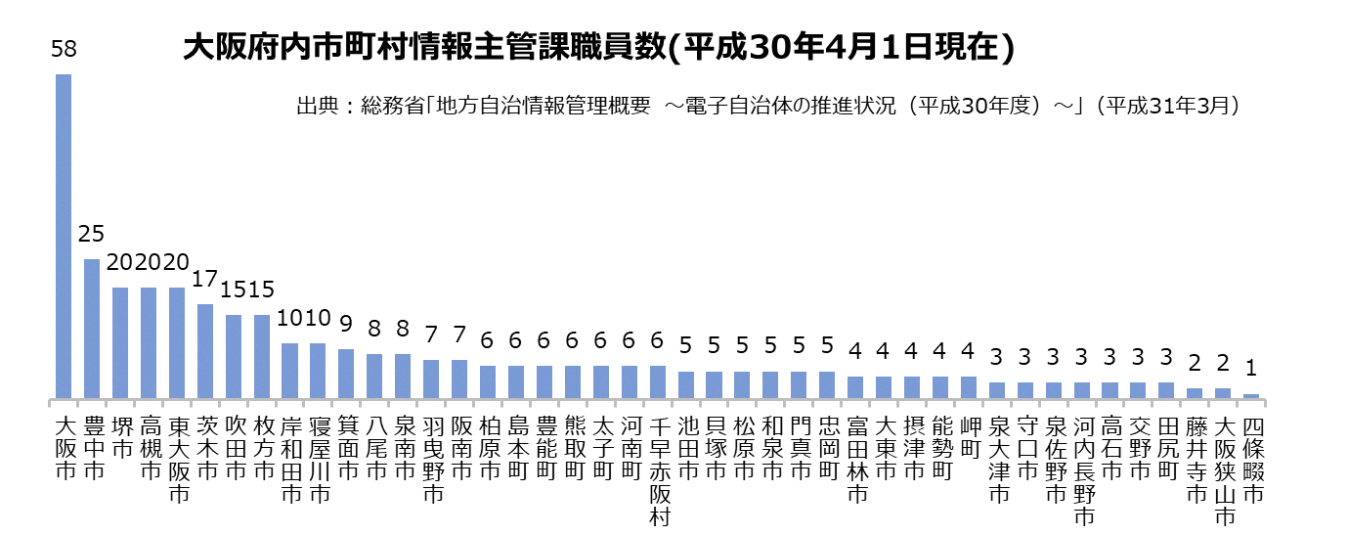 大阪府内市町村情報主管課職員数(平成30年4月1日現在)
出典：総務省「地方自治情報管理概要 ～電子自治体の推進状況（平成30年度）～」（平成31年3月）
58
25
20
20
20
17
15
15
10
10
9
8
8
7
7
6
6
6
6
6
6
6
5
5
5
5
5
5
4
4
4
4
4
3
3
3
3
3
3
3
2
2
1
大阪市
豊中市
堺市
高槻市
東大阪市
茨木市
吹田市
枚方市
岸和田市
寝屋川市
箕面市
八尾市
泉南市
羽曳野市
阪南市
柏原市
島本町
豊能町
熊取町
太子町
河南町
千早赤阪村
池田市
貝塚市
松原市
和泉市
門真市
忠岡町
富田林市
大東市
摂津市
能勢町
岬町
泉大津市
守口市
泉佐野市
河内長野市
高石市
交野市
田尻町
藤井寺市
大阪狭山市
四條畷市